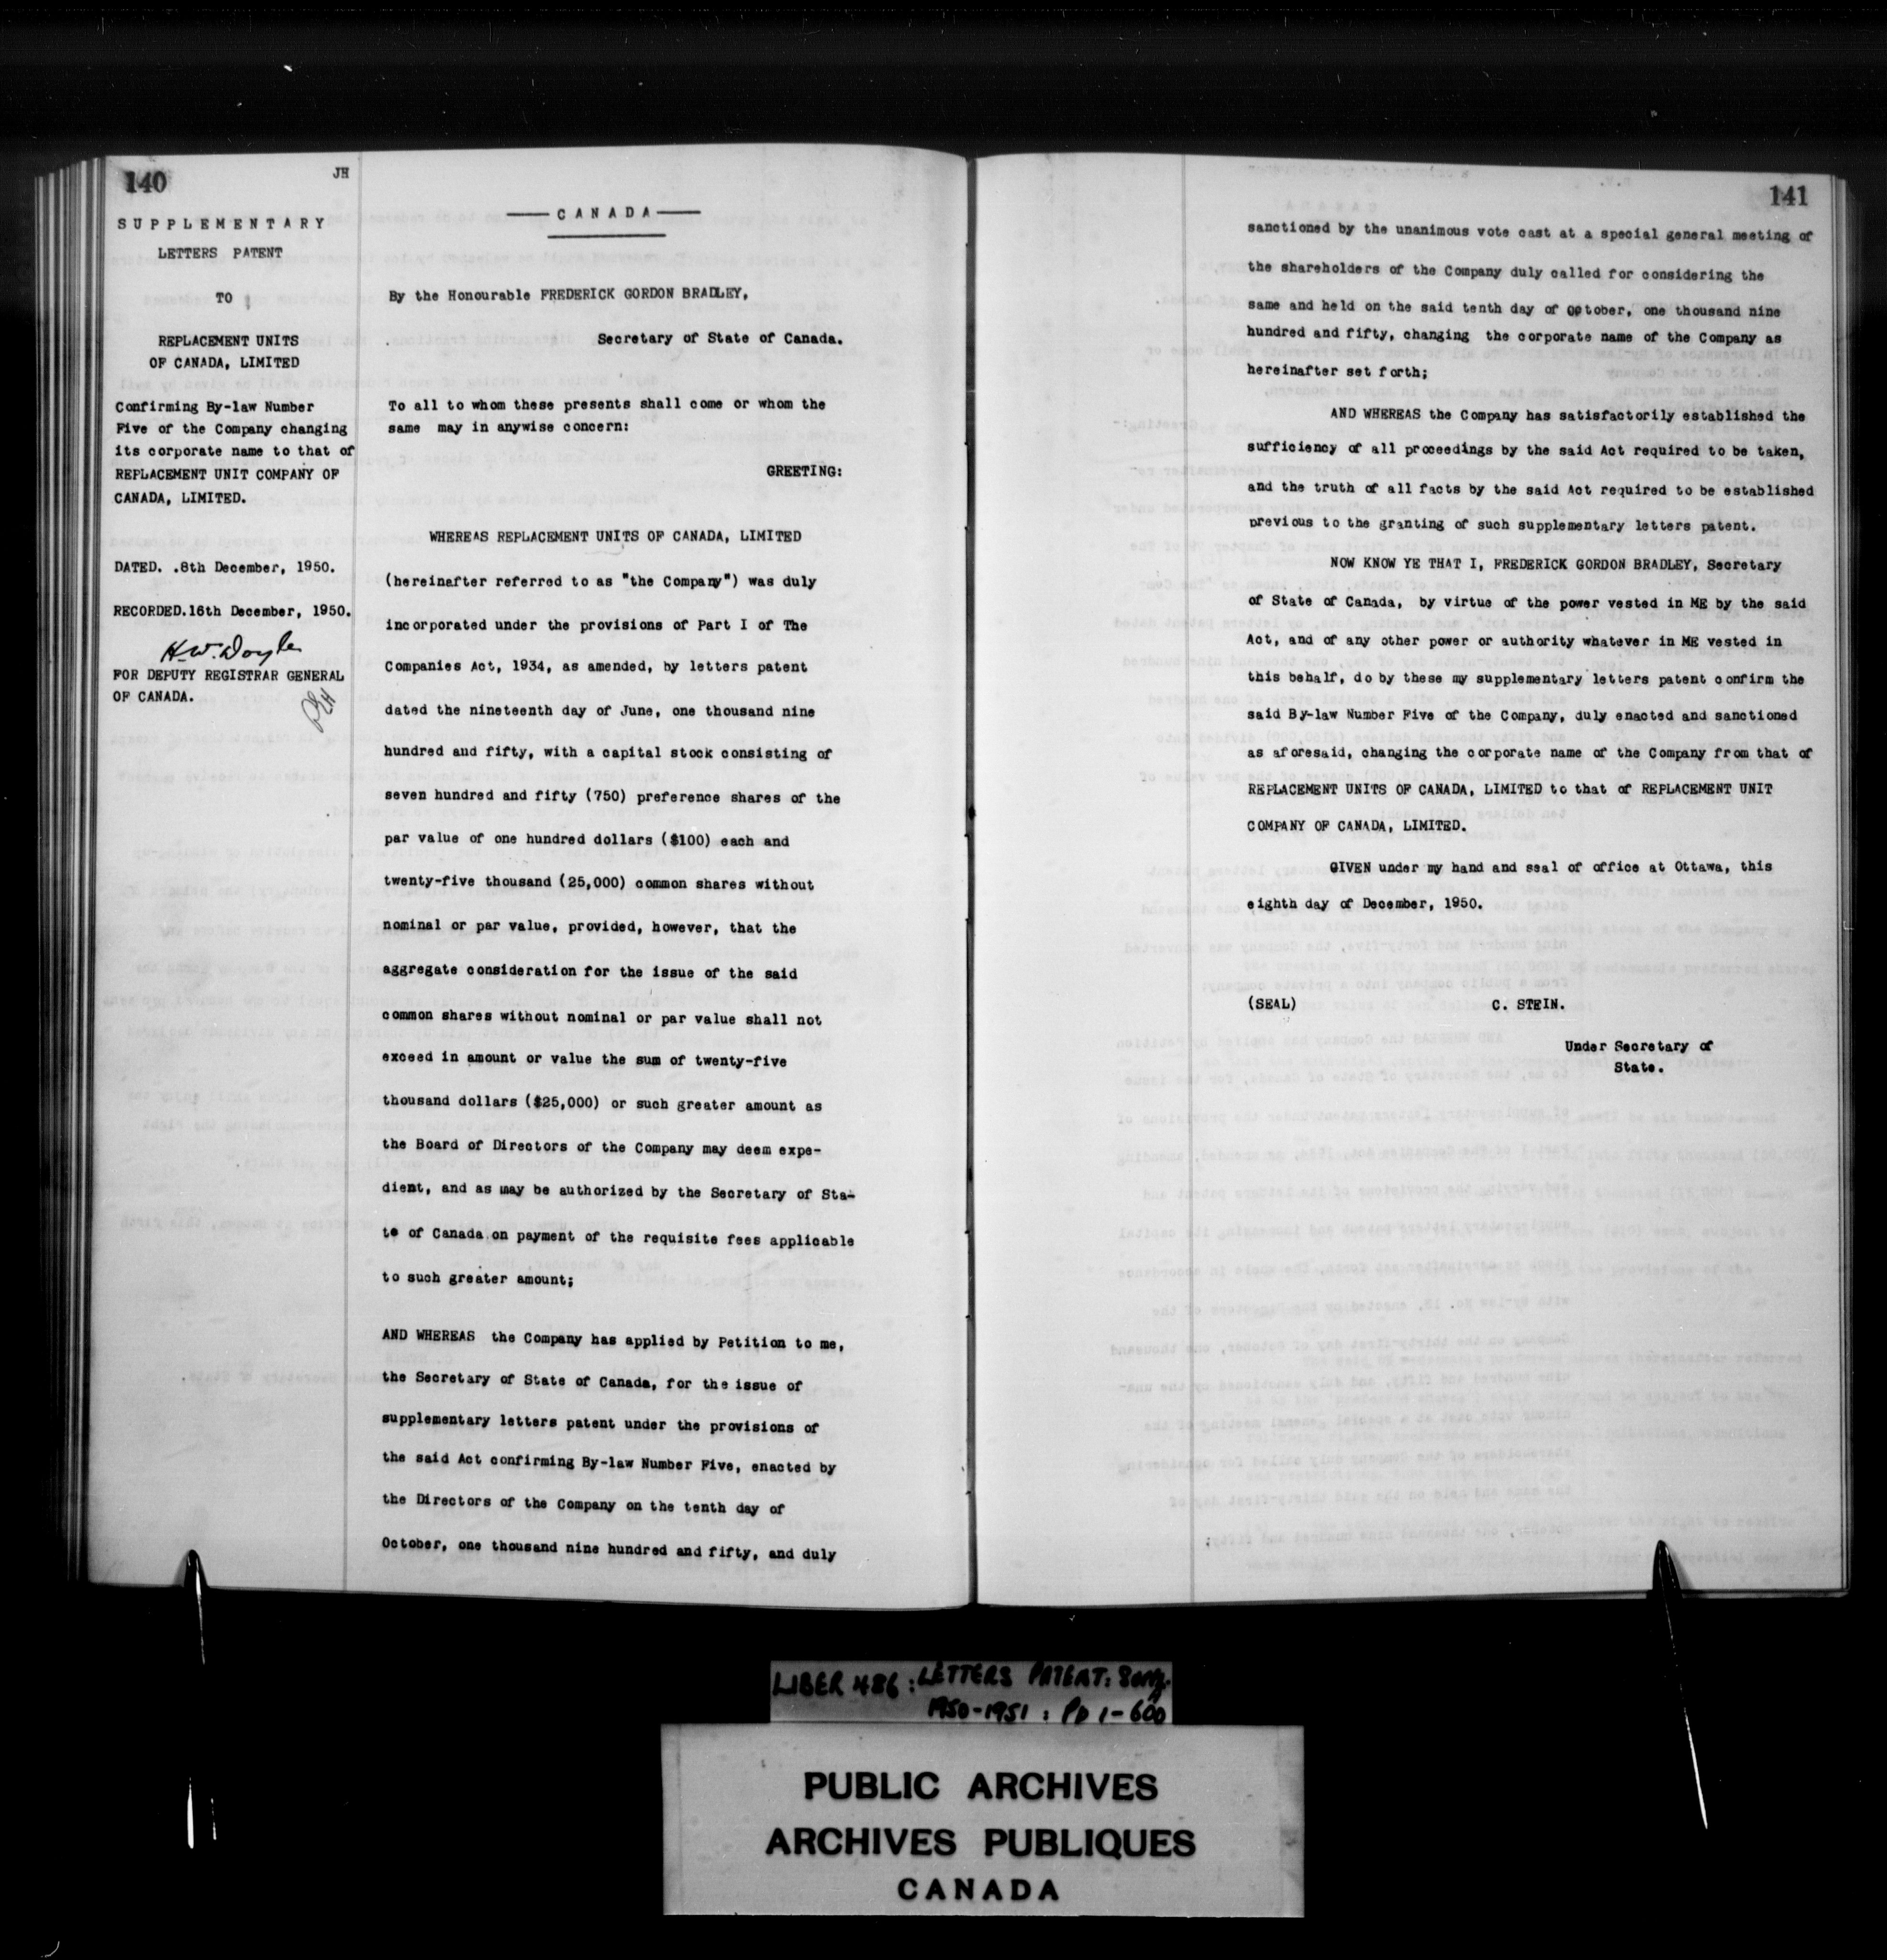 140
JH
SUPPLEMENTARY
LETTERS PATENT
TO
REPLACEMENT UNITS
OF CANADA, LIMITED
Confirming By-law Number
Five of the Company changing
its corporate name to that of
REPLACEMENT UNIT COMPANY OF
CANADA, LIMITED.
DATED. .8th December, 1950.
RECORDED.16th December, 1950.
H.W. Doyle
FOR DEPUTY REGISTRAR GENERAL
OF CANADA.
CANADA
By the Honourable FREDERICK GORDON BRADLEY,
Secretary of State of Canada.
To all to whom these presents shall come or whom the
same may in anywise concern:
GREETING:
WHEREAS REPLACEMENT UNITS OF CANADA, LIMITED
(hereinafter referred to as "the Company") was duly
incorporated under the provisions of Part I of The
Companies Act, 1934, as amended, by letters patent
dated the nineteenth day of June, one thousand nine
hundred and fifty, with a capital stock consisting of
seven hundred and fifty (750) preference shares of the
par value of one hundred dollars ($100) each and
twenty-five thousand (25,000) common shares without
nominal or par value, provided, however, that the
aggregate consideration for the issue of the said
common shares without nominal or par value shall not
exceed in amount or value the sum of twenty-five
thousand dollars ($25,000) or such greater amount as
the Board of Directors of the Company may deem expe-
dient, and as may be authorized by the Secretary of Sta-
te of Canada on payment of the requisite fees applicable
to such greater amount;
AND WHEREAS the Company has applied by Petition to me,
the Secretary of State of Canada, for the issue of
supplementary letters patent under the provisions of
the said Act confirming By-law Number Five, enacted by
the Directors of the Company on the tenth day of
October, one thousand nine hundred and fifty, and duly
141
sanctioned by the unanimous vote cast at a special general meeting of
the shareholders of the Company duly called for considering the
same and held on the said tenth day of October, one thousand nine
hundred and fifty, changing the corporate name of the Company as
hereinafter set forth;
AND WHEREAS the Company has satisfactorily established the
sufficiency of all proceedings by the said Act required to be taken,
and the truth of all facts by the said Act required to be established
previous to the granting of such supplementary letters patent.
NOW KNOW YE THAT I, FREDERICK GORDON BRADLEY, Secretary
of State of Canada, by virtue of the power vested in ME by the said
Act, and of any other power or authority whatever in ME vested in
this behalf, do by these my supplementary letters patent confirm the
said By-law Number Five of the Company, duly enacted and sanctioned
as aforesaid, changing the corporate name of the Company from that of
REPLACEMENT UNITS OF CANADA, LIMITED to that of REPLACEMENT UNIT
COMPANY OF CANADA, LIMITED.
GIVEN under my hand and seal of office at Ottawa, this
eighth day of December, 1950.
(SEAL) C. STEIN.
Under Secretary of
State.
LIBER 486: LETTERS PATENT:
1950-1951: Pp 1-600
PUBLIC ARCHIVES
ARCHIVES PUBLIQUES
CANADA